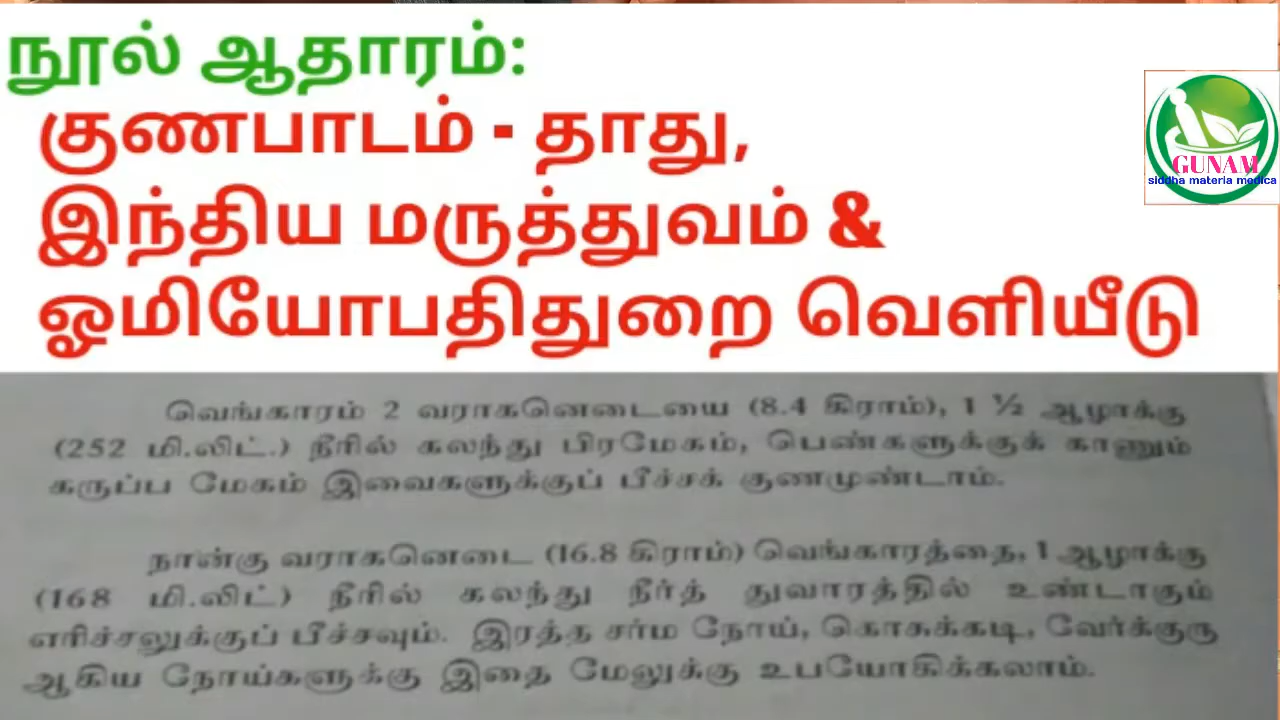 நூல் ஆதாரம்:
குணபாடம் - தாது,
இந்திய மருத்துவம் &
ஓமியோபதிதுறை வெளியீடு
GUNAM
siddha materia medica
வெங்காரம் 2 வராகனெடையை (8.4 கிராம்), 1 ½ ஆழாக்கு
(252 மி.லிட்.) நீரில் கலந்து பிரமேகம், பெண்களுக்குக் காணும்
கருப்ப மேகம் இவைகளுக்குப் பீச்சக் குணமுண்டாம்.
நான்கு வராகனெடை (16.8 கிராம்) வெங்காரத்தை, 1 ஆழாக்கு
(168 மி.லிட்) நீரில் கலந்து நீர்த் துவாரத்தில் உண்டாகும்
எரிச்சலுக்குப் பீச்சவும். இரத்த சர்ம நோய், கொசுக்கடி, வேர்க்குரு
ஆகிய நோய்களுக்கு இதை மேலுக்கு உபயோகிக்கலாம்.